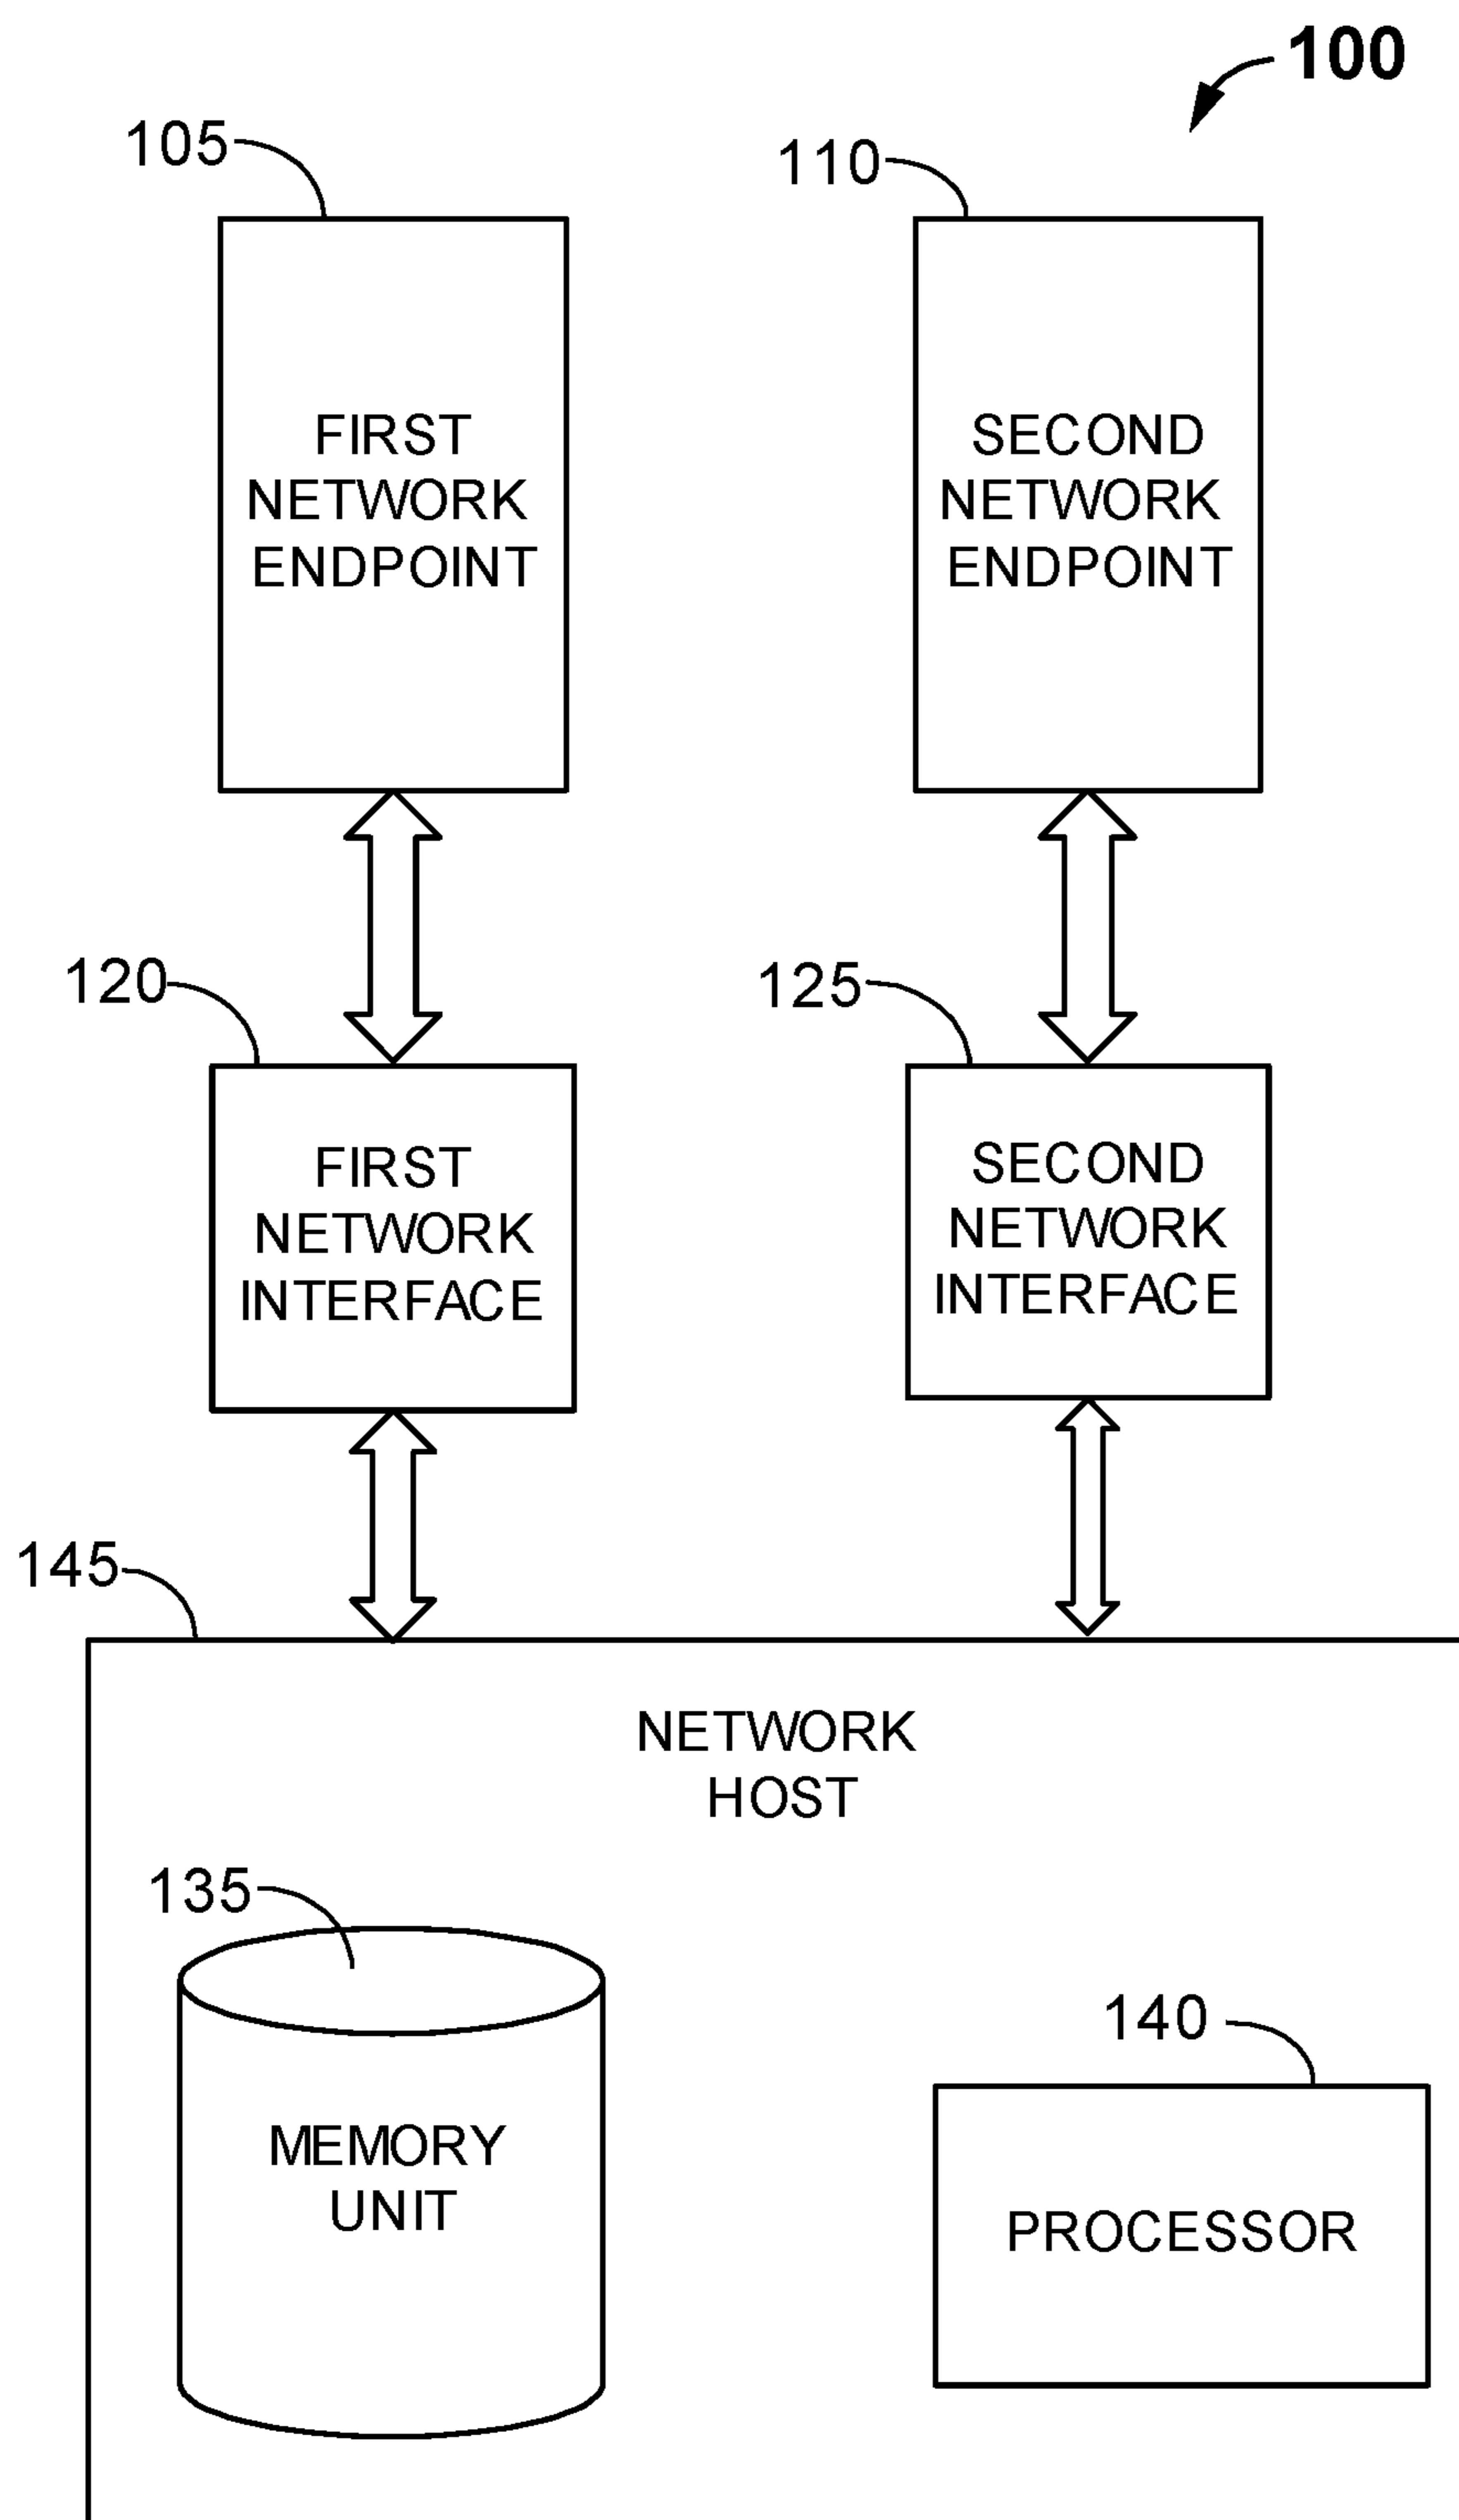 100
105
110
FIRST
NETWORK
ENDPOINT
SECOND
NETWORK
ENDPOINT
120
125
FIRST
NETWORK
INTERFACE
SECOND
NETWORK
INTERFACE
145
NETWORK
HOST
135
140
MEMORY
UNIT
PROCESSOR